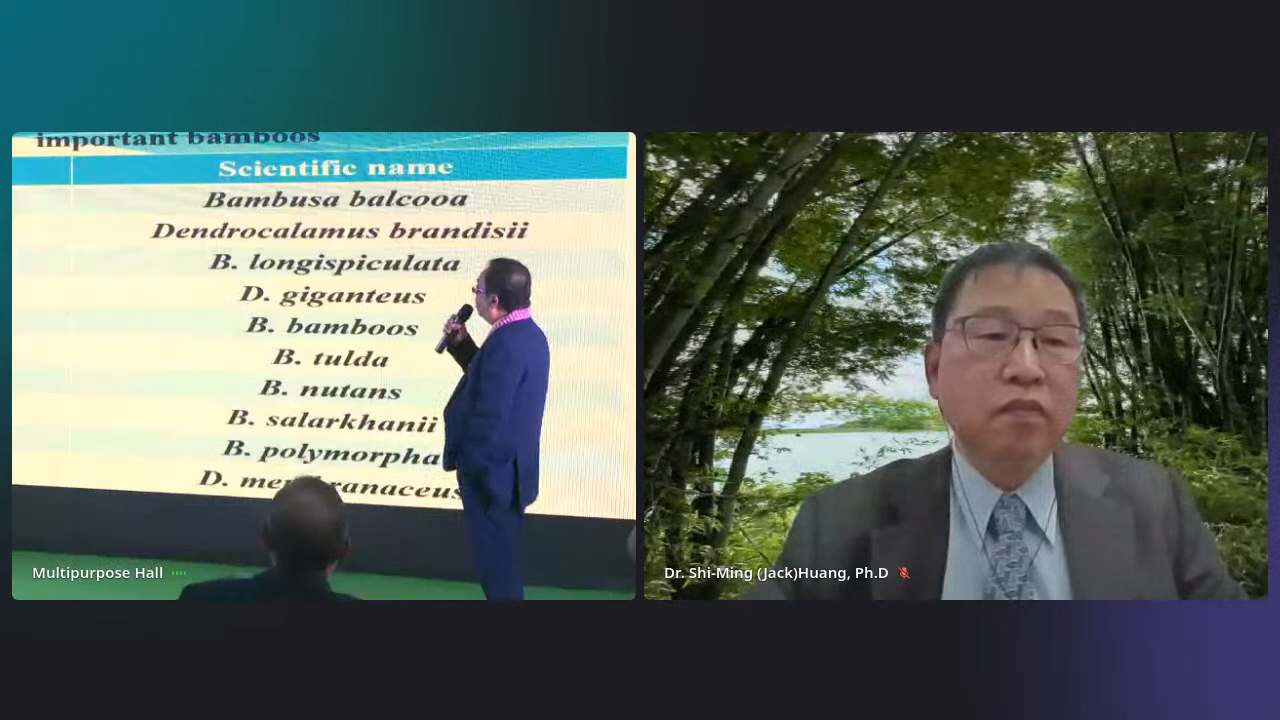 important bamboos
Scientific name
Bambusa balcooa
Dendrocalamus brandisii
B. longispiculata
D. giganteus
B. bamboos
B. tulda
B. nutans
B. salarkhanii
B. polymorpha
D.
Multipurpose Hall
Dr. Shi-Ming (Jack)Huang, Ph.D